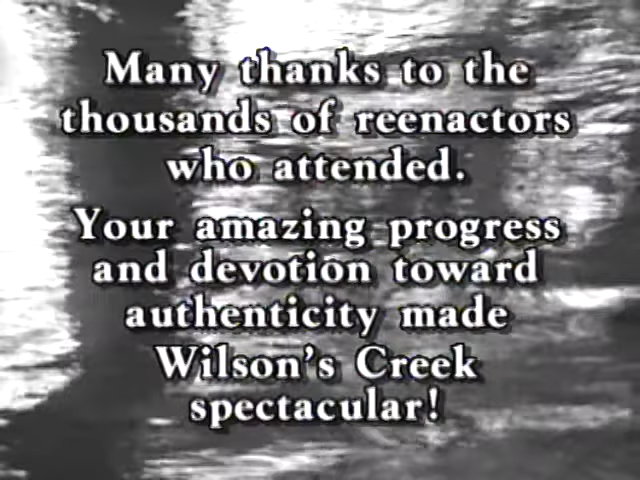 Many thanks to the
thousands of reenactors
who attended.
Your amazing progress
and devotion toward
authenticity made
Wilson's Creek
spectacular!